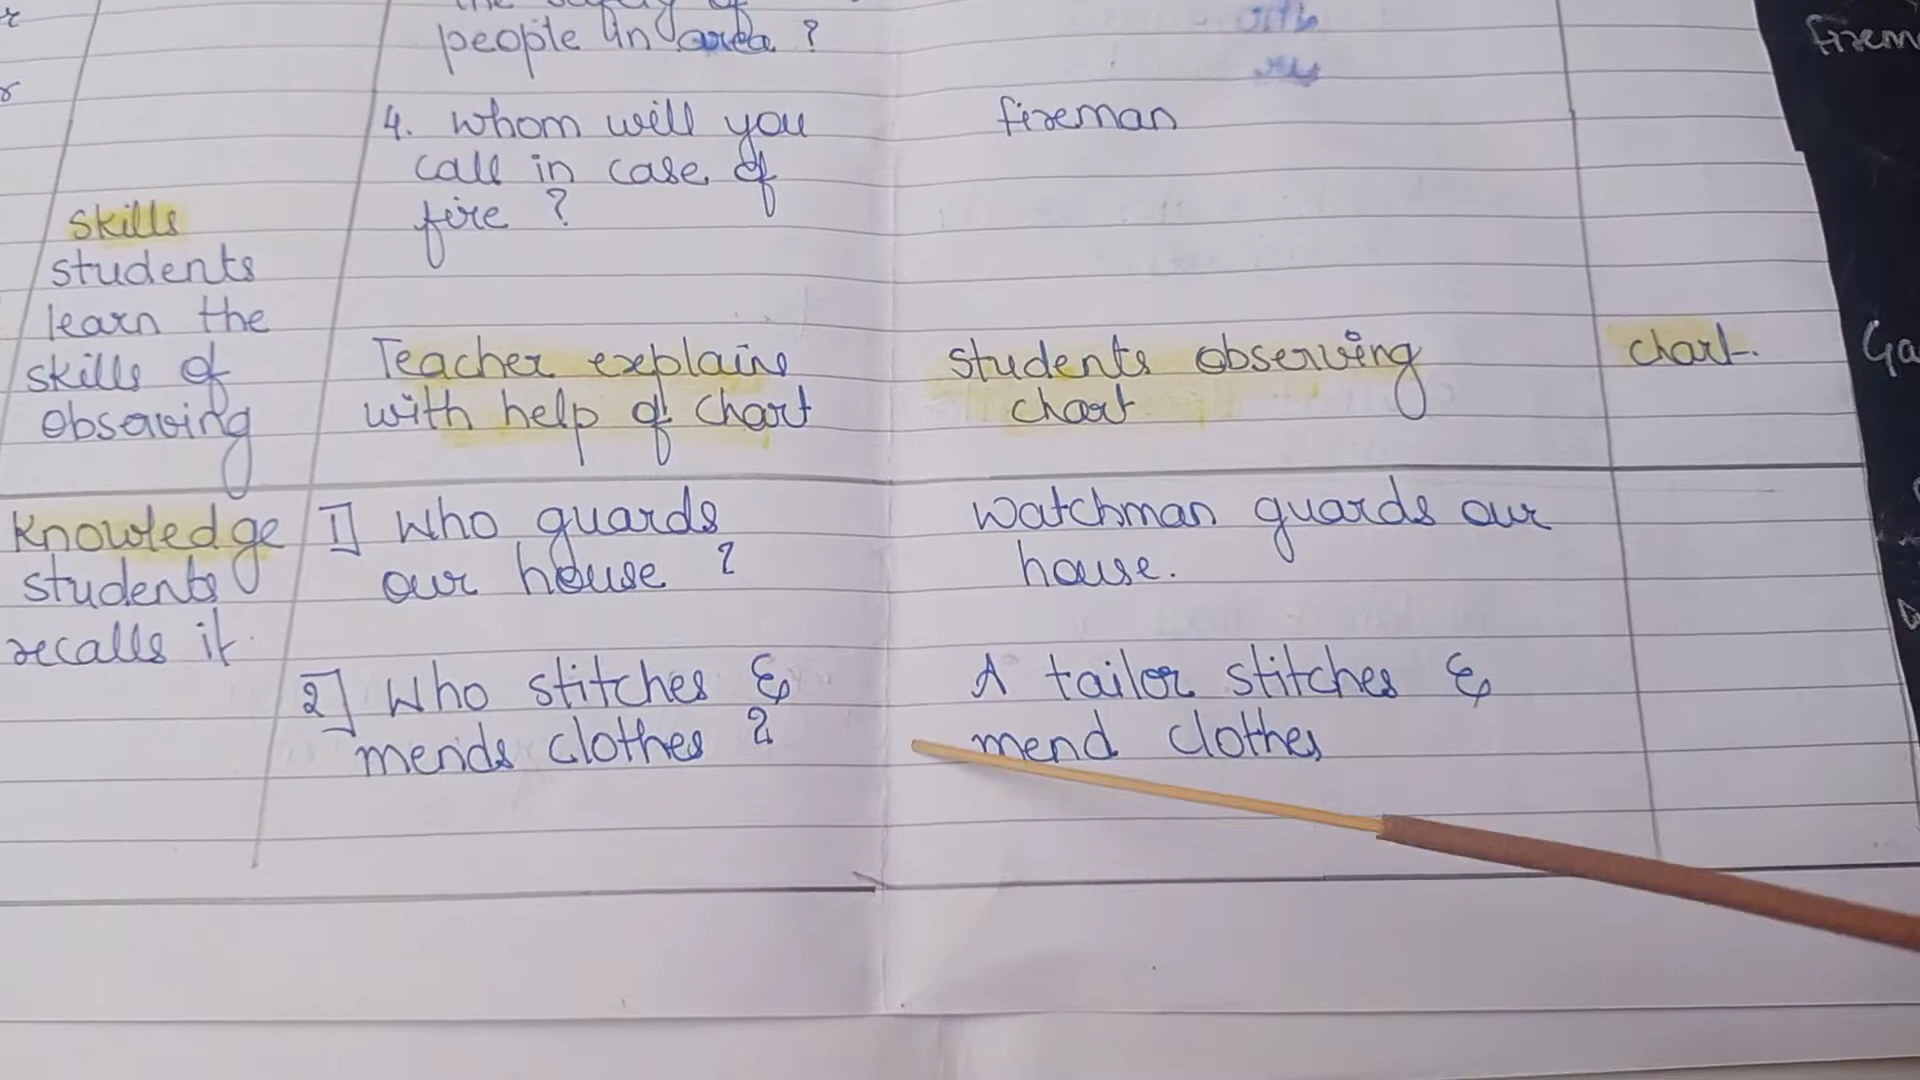 people in area ?
4. whom will you
call in case of
fire ?
fireman
skills
students
learn the
skills of
obseving
Teacher explains
with help of chart
students observing
chart
chart.
Knowledge
students
recalls it.
1] Who guards
our house ?
Watchman guards our
house.
2] Who stitches &
mends clothes ?
A tailor stitches &
mend clothes